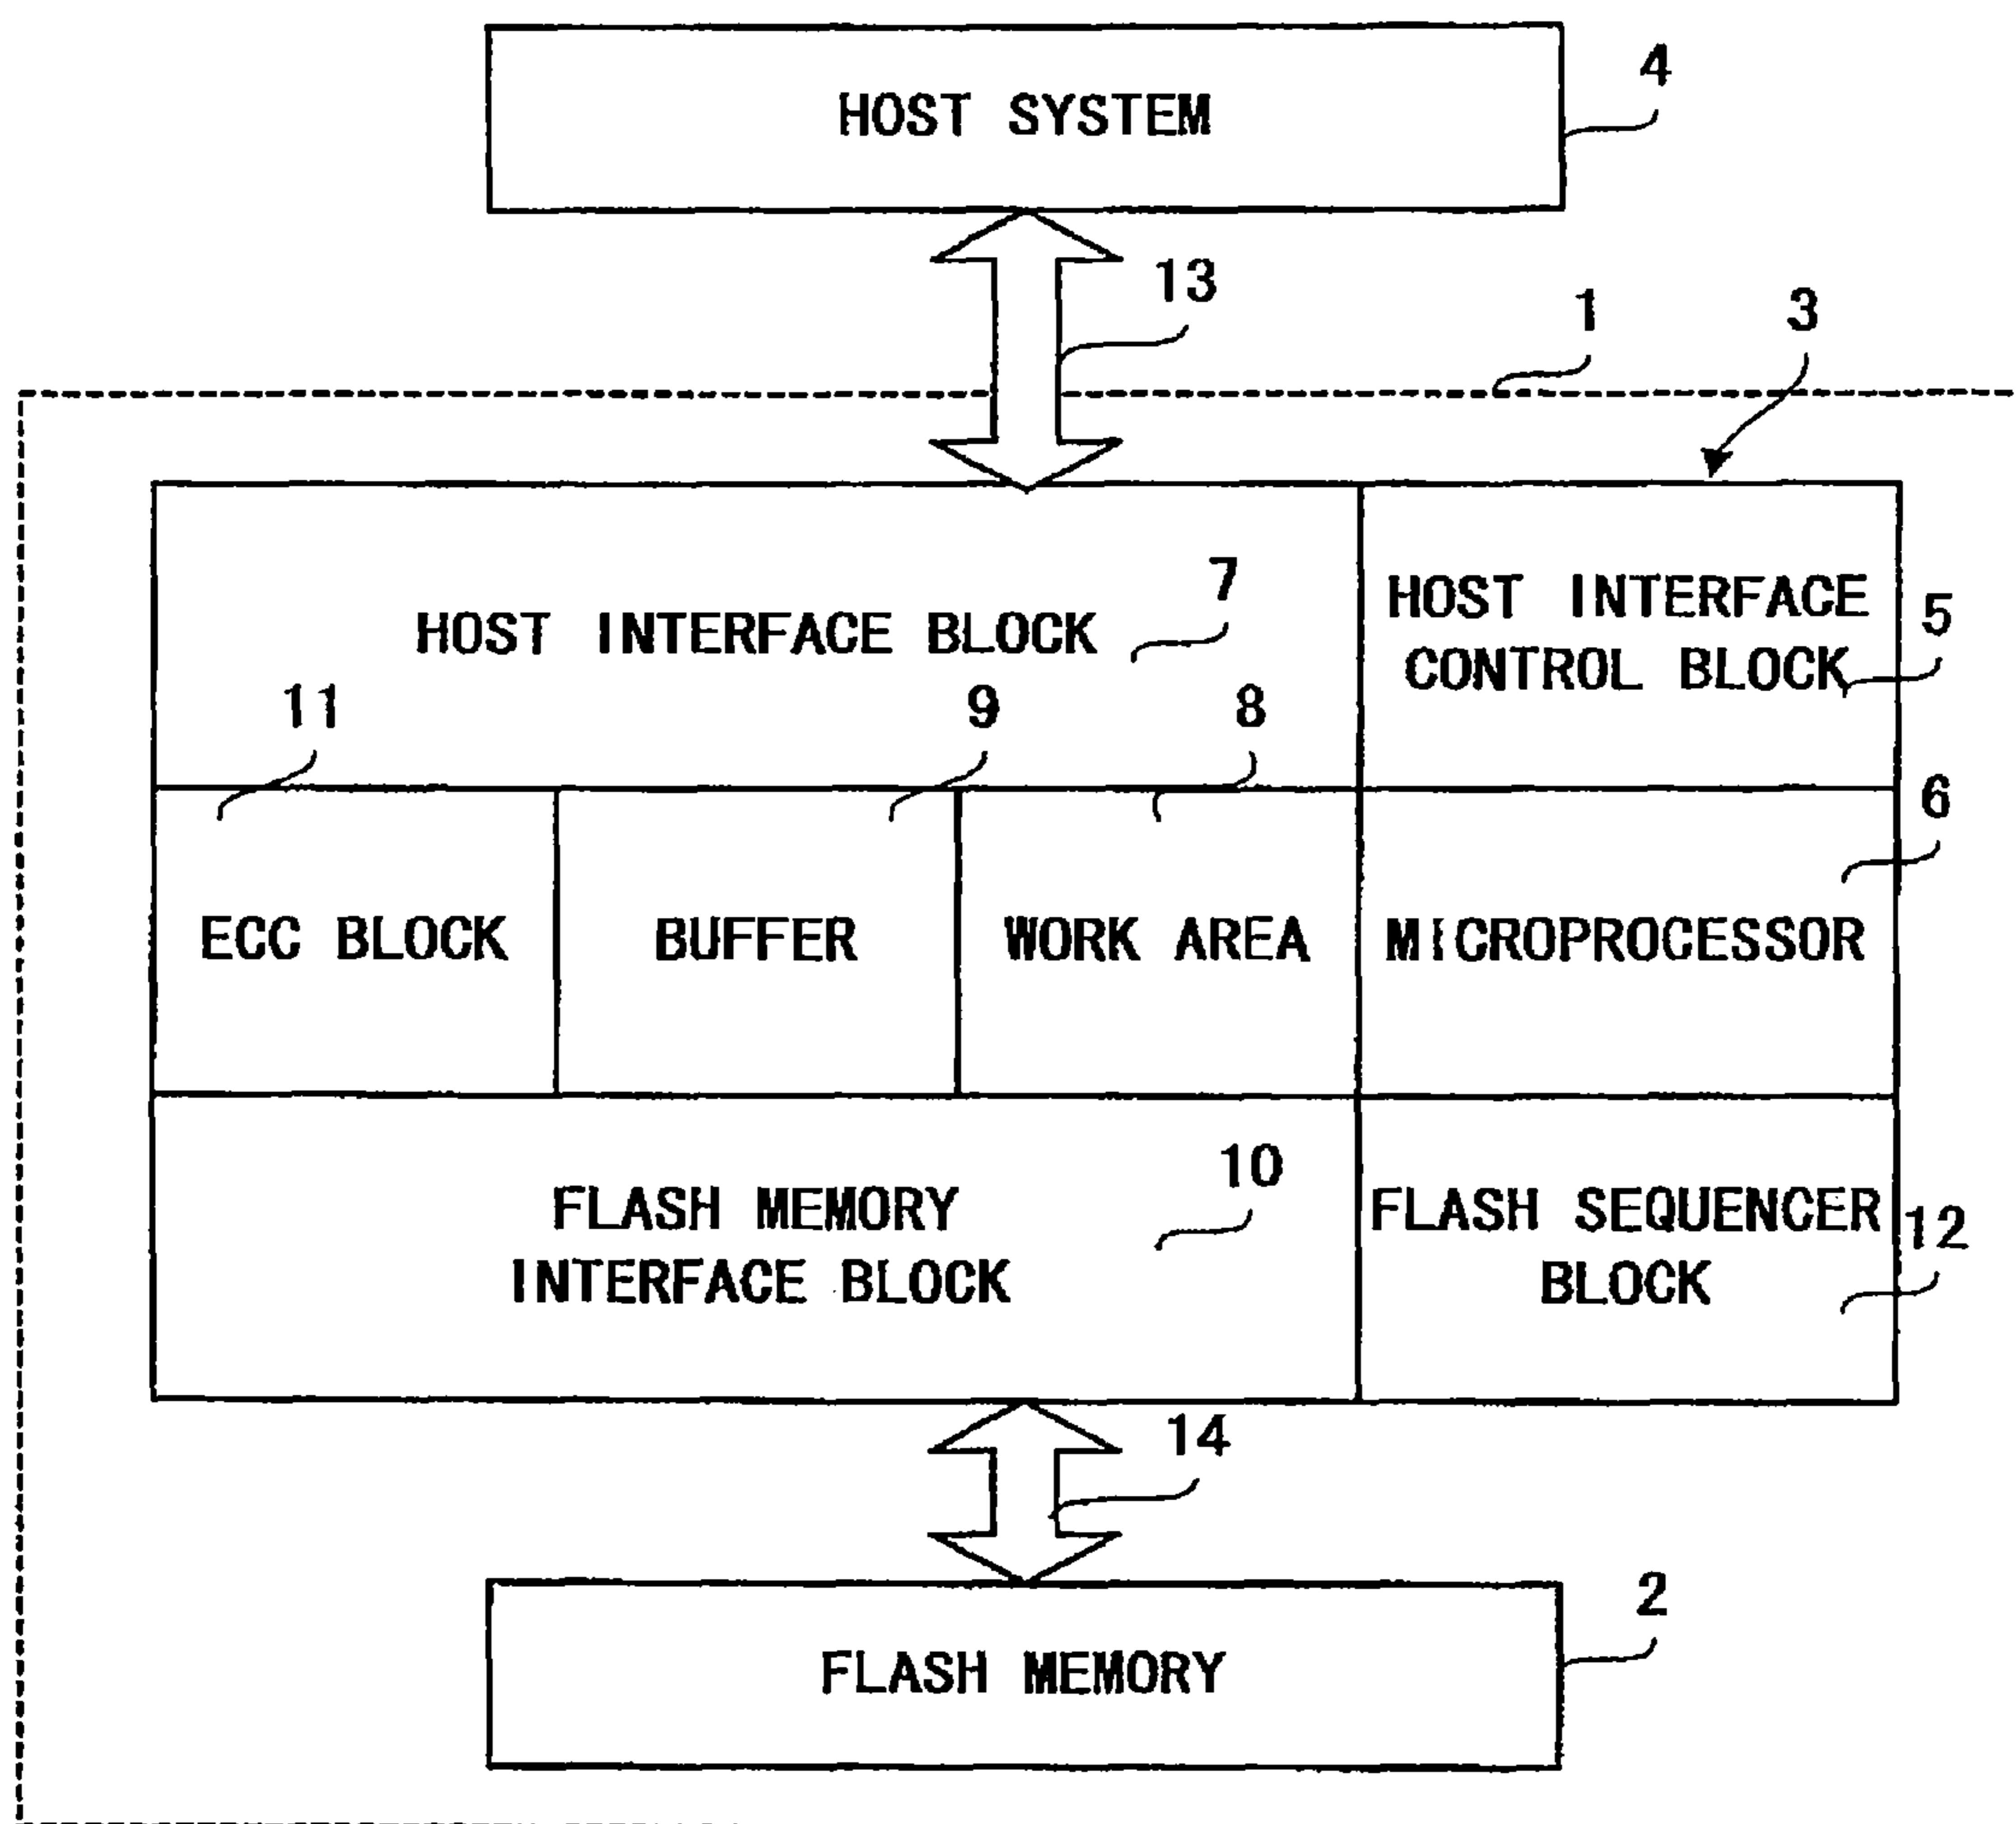 HOST SYSTEM
4
13
1
3
HOST INTERFACE BLOCK
7
HOST INTERFACE
CONTROL BLOCK
5
11
9
8
6
ECC BLOCK
BUFFER
WORK AREA
MICROPROCESSOR
FLASH MEMORY
INTERFACE BLOCK
10
FLASH SEQUENCER
BLOCK
12
14
2
FLASH MEMORY